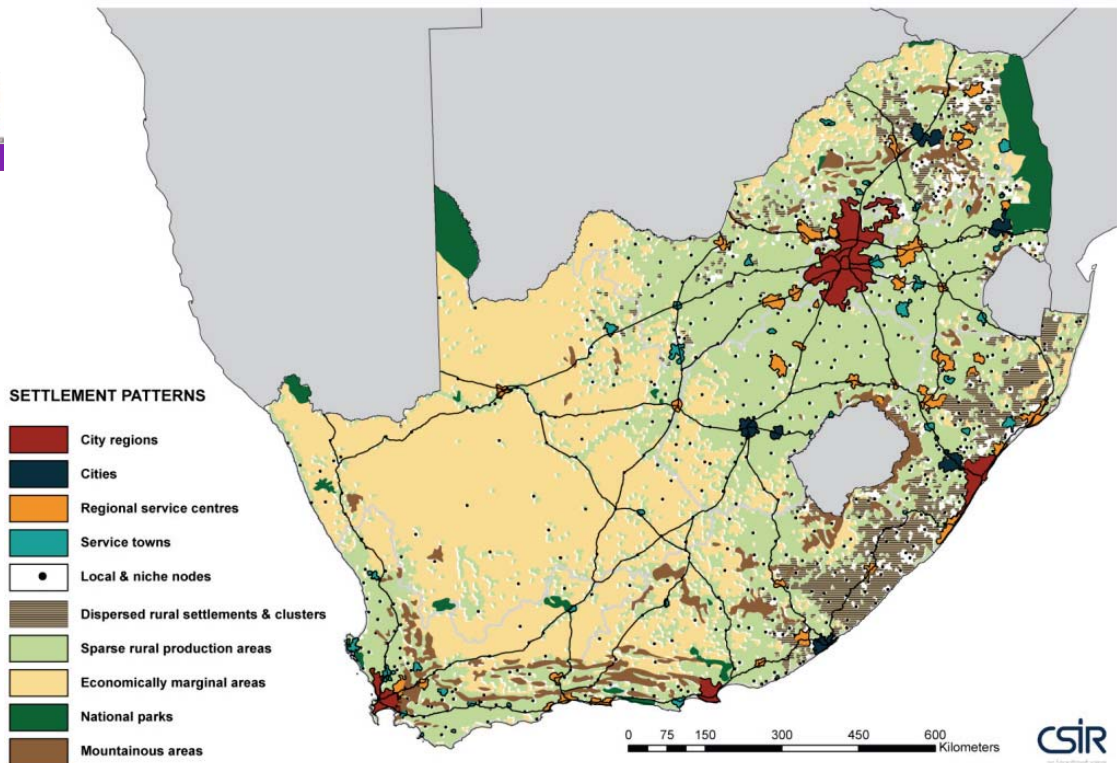 SETTLEMENT PATTERNS
City regions
Cities
Regional service centres
Service towns
Local & niche nodes
Dispersed rural settlements & clusters
Sparse rural production areas
Economically marginal areas
National parks
Mountainous areas
0 75 150 300 450 600
Kilometers
CSIR